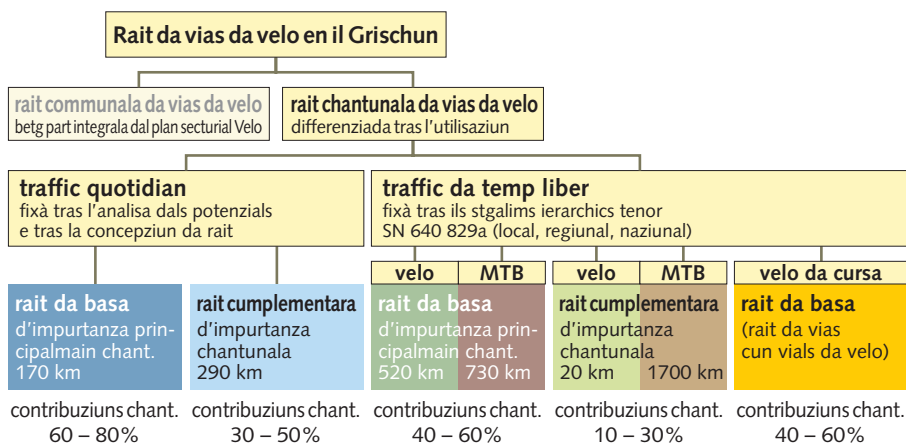 Rait da vias da velo en il Grischun
rait communala da vias da velo
betg part integrala dal plan secturial Velo
rait chantunala da vias da velo
differenziada tras l'utilisaziun
traffic quotidian
fixà tras l'analisa dals potenzials
e tras la concepziun da rait
traffic da temp liber
fixà tras ils stgalims ierarchics tenor
SN 640 829a (local, regiunal, naziunal)
velo
MTB
velo
MTB
velo da cursa
rait da basa
d'impurtanza prin-
cipalmain chant.
170 km
rait cumplementara
d'impurtanza
chantunala
290 km
rait da basa
d'impurtanza prin-
cipalmain chant.
520 km 730 km
rait cumplementara
d'impurtanza
chantunala
20 km 1700 km
rait da basa
(rait da vias
cun vials da velo)
contribuziuns chant.
60 – 80%
contribuziuns chant.
30 – 50%
contribuziuns chant.
40 – 60%
contribuziuns chant.
10 – 30%
contribuziuns chant.
40 – 60%